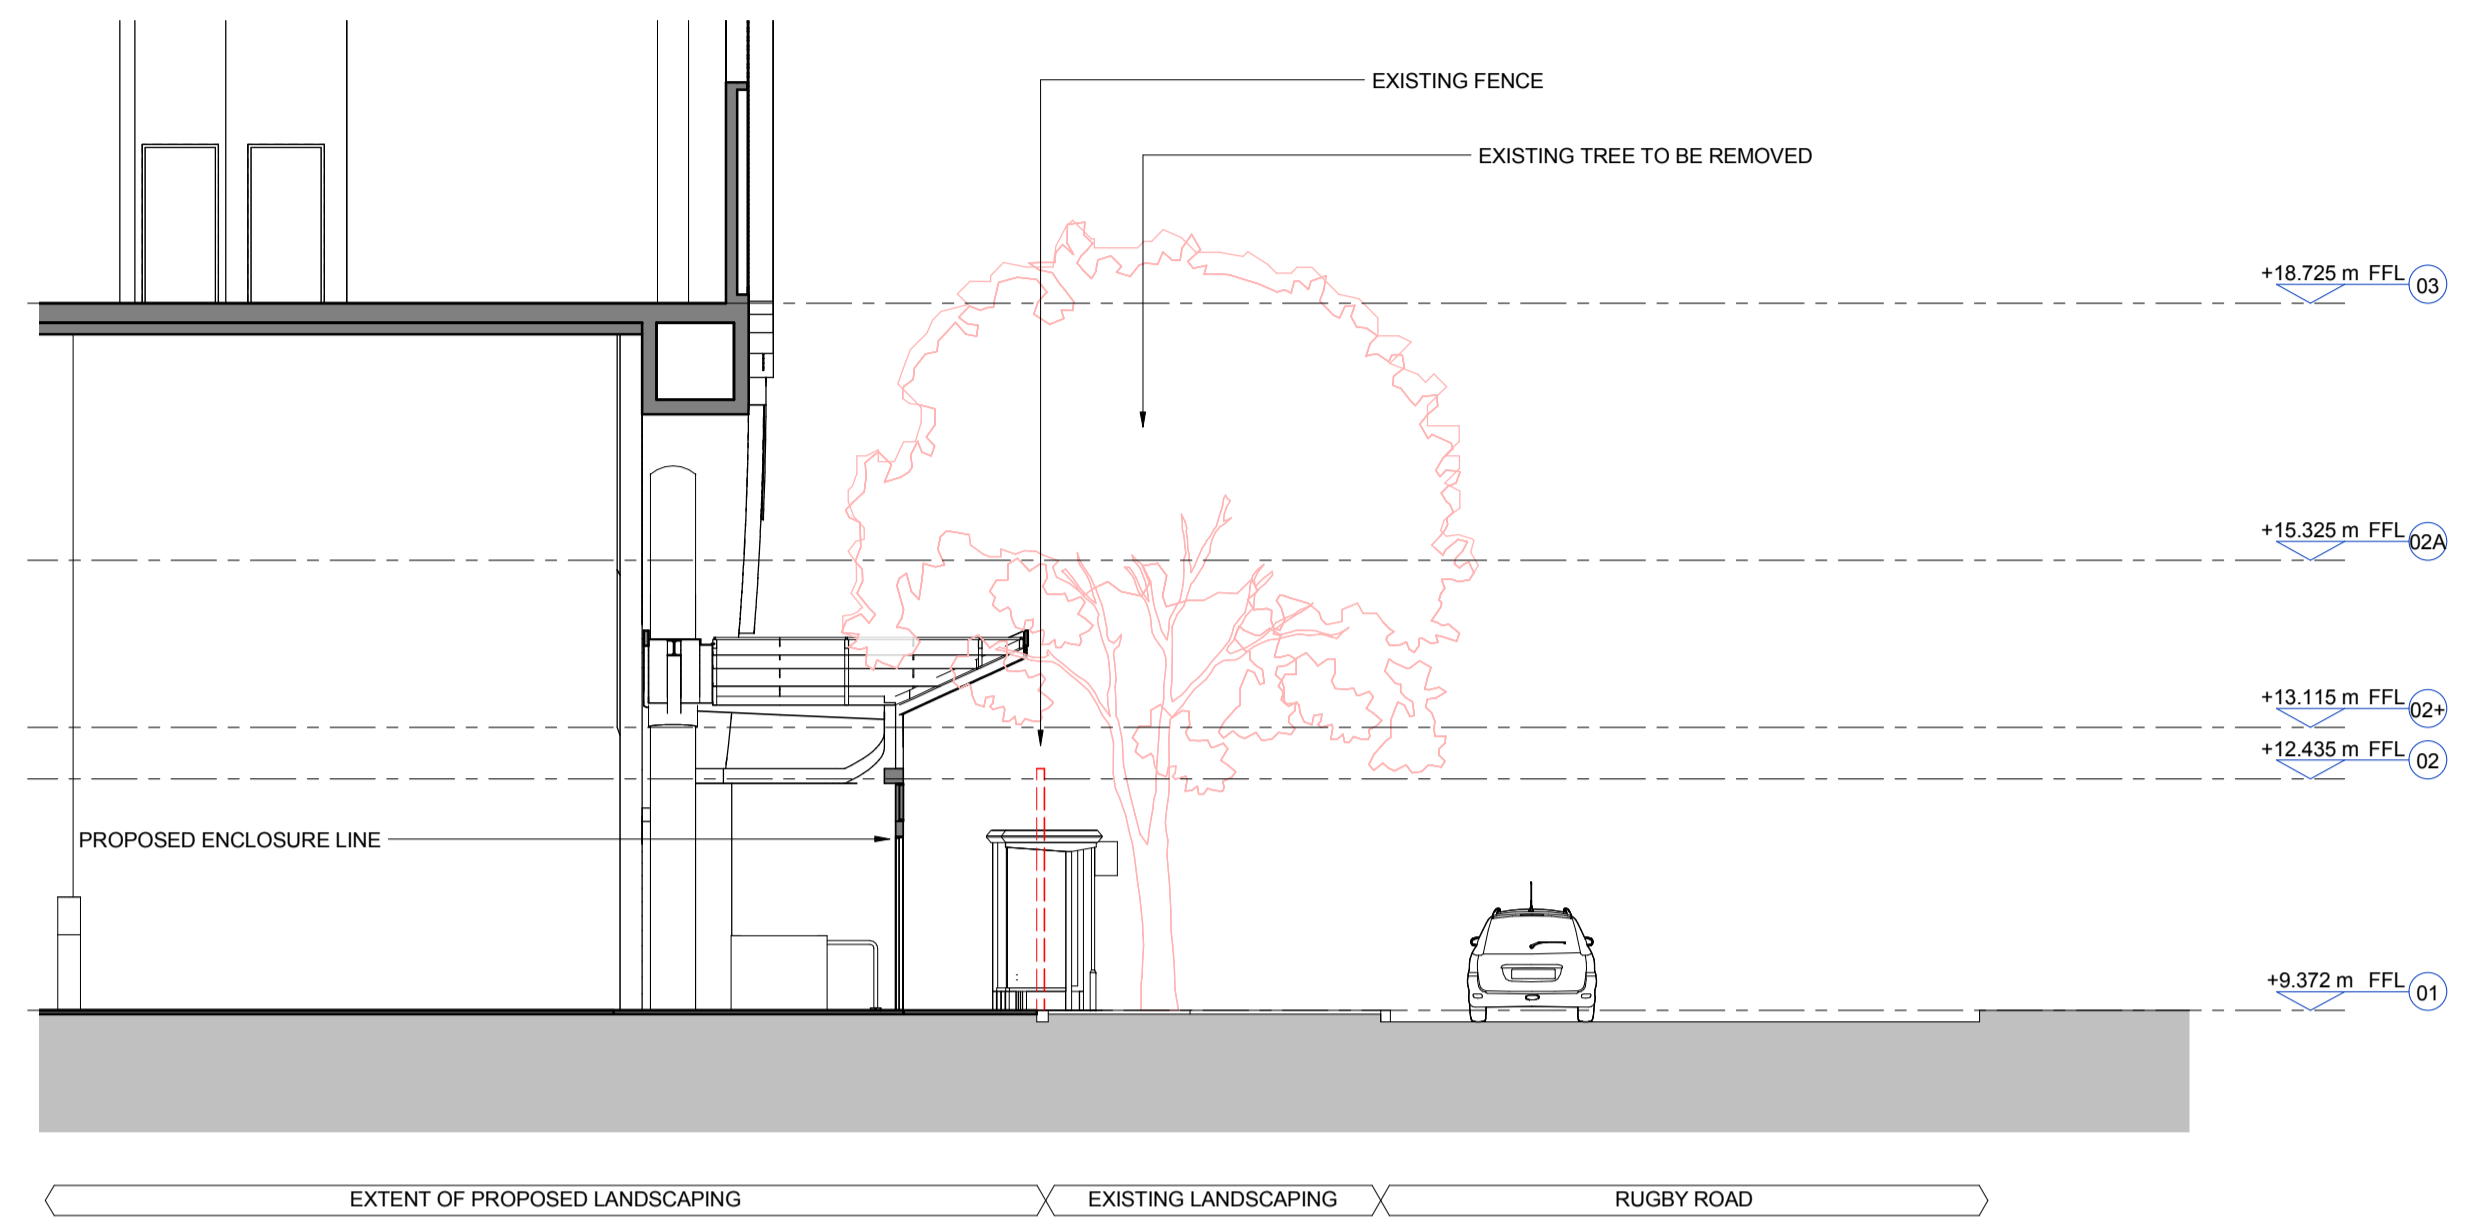 EXISTING FENCE
EXISTING TREE TO BE REMOVED
+18.725 m FFL 03
+15.325 m FFL 02A
+13.115 m FFL 02+
+12.435 m FFL 02
PROPOSED ENCLOSURE LINE
+9.372 m FFL 01
EXTENT OF PROPOSED LANDSCAPING
EXISTING LANDSCAPING
RUGBY ROAD